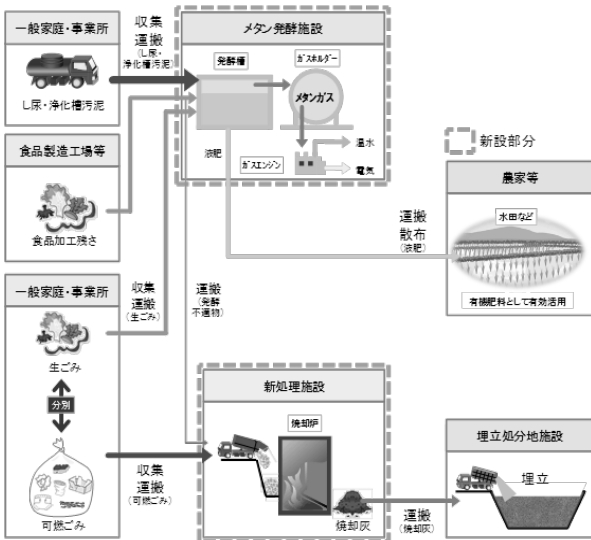 一般家庭・事業所
し尿・浄化槽汚泥
収集
運搬
(し尿・
浄化槽汚泥)
メタン発酵施設
発酵槽
ガスホルダー
メタンガス
液肥
ガスエンジン
温水
電気
新設部分
食品製造工場等
食品加工残さ
農家等
水田など
有機肥料として有効活用
運搬
散布
(液肥)
一般家庭・事業所
生ごみ
分別
可燃ごみ
収集
運搬
(生ごみ)
運搬
(発酵
不適物)
収集
運搬
(可燃ごみ)
新処理施設
焼却炉
焼却灰
運搬
(焼却灰)
埋立処分地施設
埋立